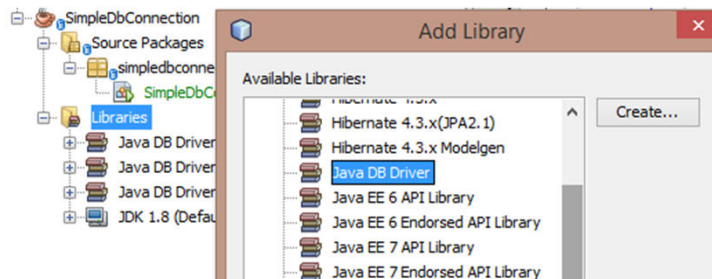 SimpleDbConnection
Source Packages
simpledbconne
SimpleDbC
Libraries
Java DB Driver
Java DB Driver
Java DB Driver
JDK 1.8 (Defau
Add Library
Available Libraries:
Hibernate 4.3.x
Hibernate 4.3.x(JPA2.1)
Hibernate 4.3.x Modelgen
Java DB Driver
Java EE 6 API Library
Java EE 6 Endorsed API Library
Java EE 7 API Library
Java EE 7 Endorsed API Library
Create...